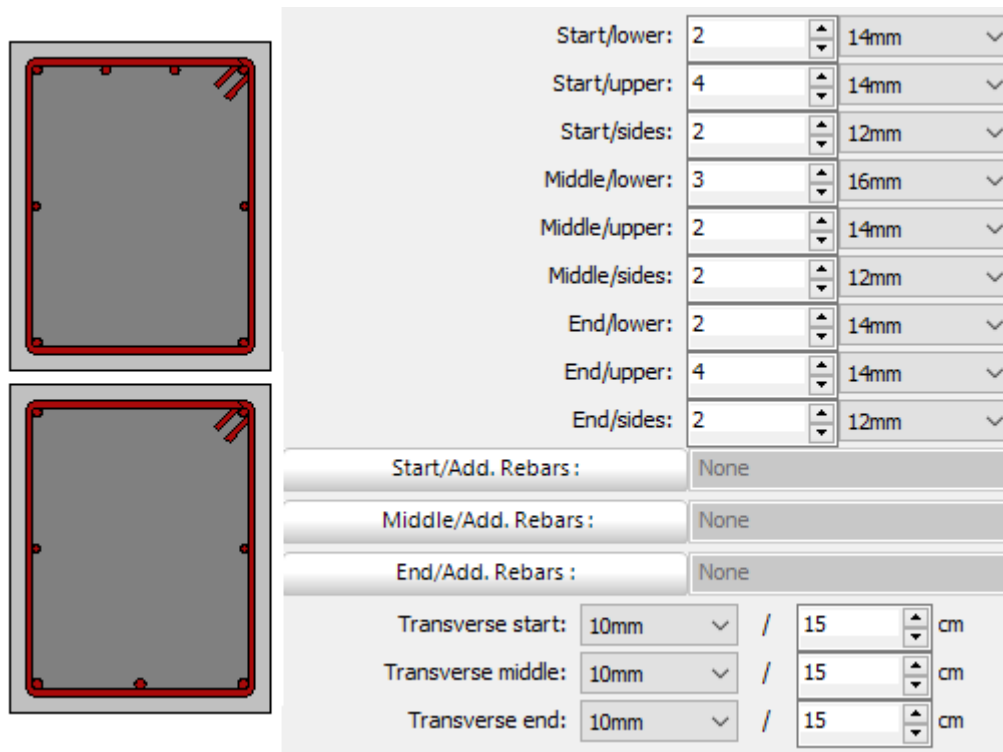 Start/lower: 2 14mm
Start/upper: 4 14mm
Start/sides: 2 12mm
Middle/lower: 3 16mm
Middle/upper: 2 14mm
Middle/sides: 2 12mm
End/lower: 2 14mm
End/upper: 4 14mm
End/sides: 2 12mm
Start/Add. Rebars : None
Middle/Add. Rebars : None
End/Add. Rebars : None
Transverse start: 10mm / 15 cm
Transverse middle: 10mm / 15 cm
Transverse end: 10mm / 15 cm